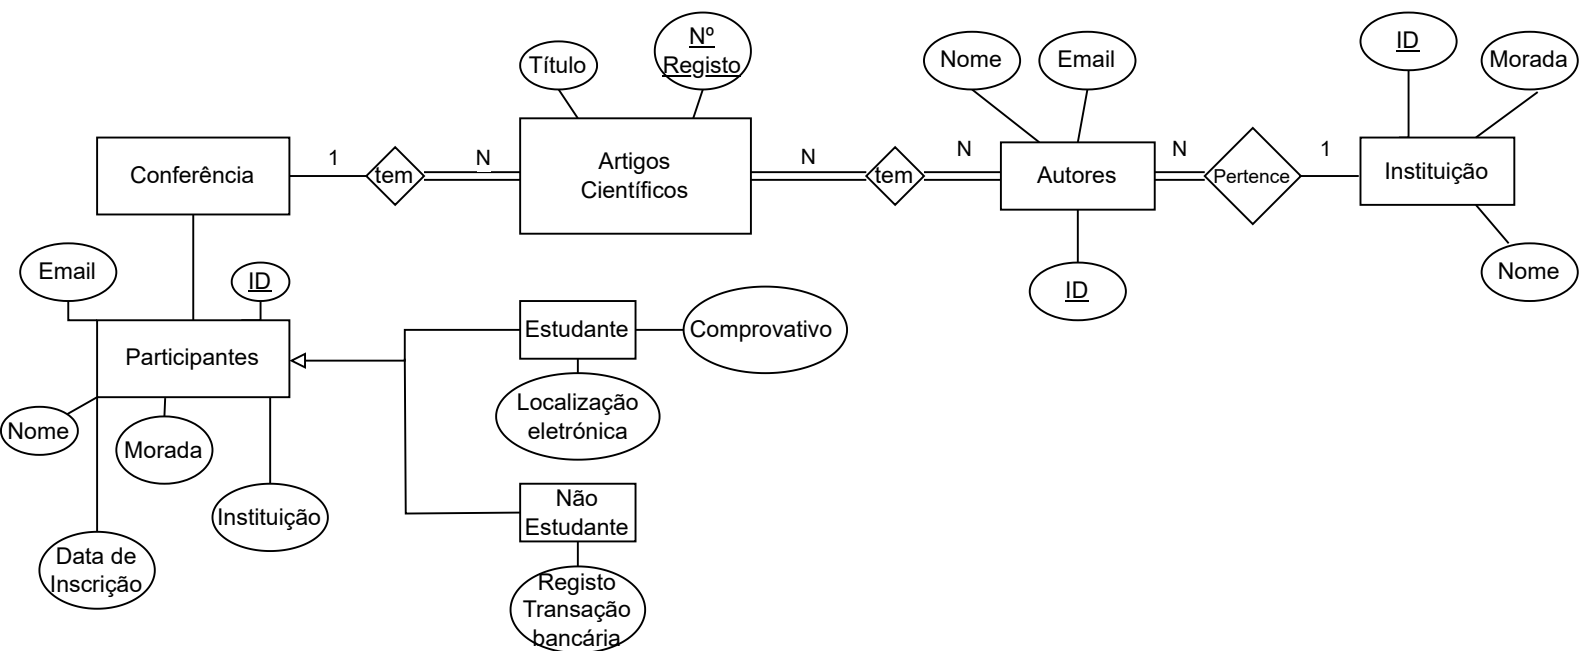 Nº
Registo
Título
Nome
Email
ID
Morada
Conferência
1
tem
N
Artigos
Científicos
N
tem
N
Autores
N
Pertence
1
Instituição
Nome
ID
Email
ID
Participantes
Nome
Morada
Instituição
Data de
Inscrição
Estudante
Comprovativo
Localização
eletrónica
Não
Estudante
Registo
Transação
bancária